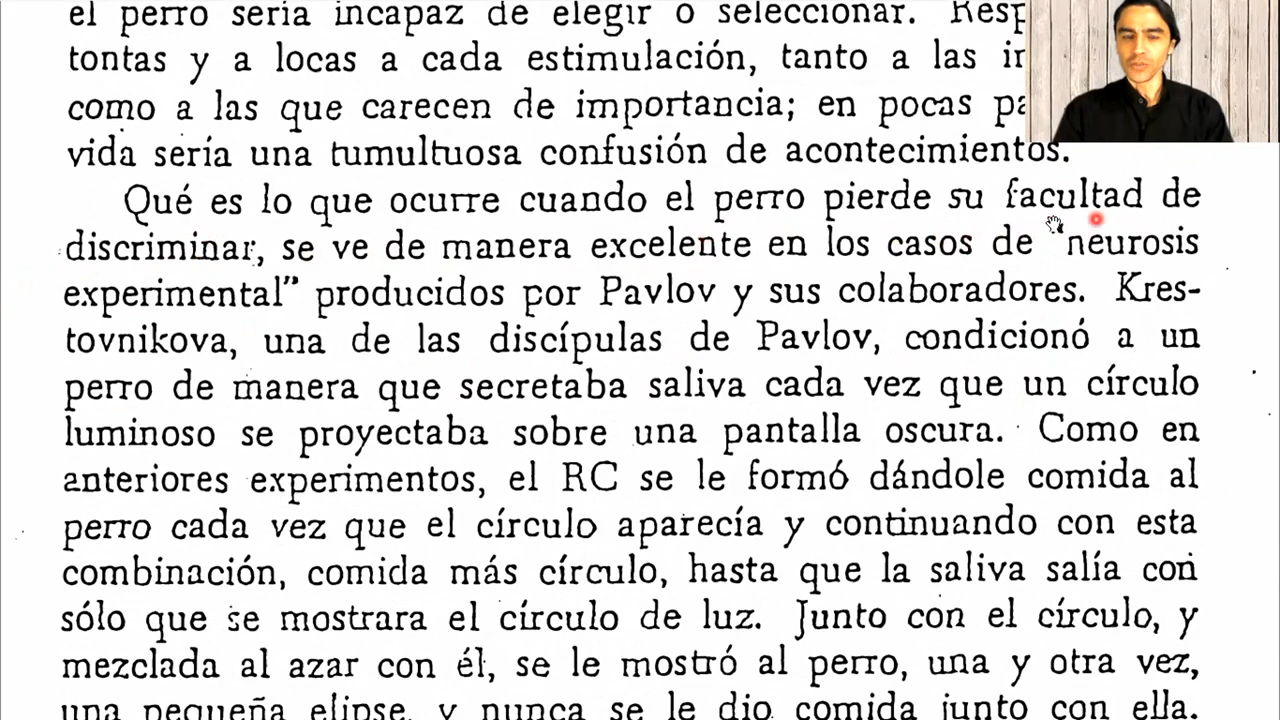 el perro sería incapaz de elegir o seleccionar.
tontas y a locas a cada estimulación, tanto a las
como a las que carecen de importancia; en pocas
vida sería una tumultuosa confusión de acontecimientos.
Qué es lo que ocurre cuando el perro pierde su facultad de
discriminar, se ve de manera excelente en los casos de "neurosis
experimental" producidos por Pavlov y sus colaboradores. Kres-
tovnikova, una de las discípulas de Pavlov, condicionó a un
perro de manera que secretaba saliva cada vez que un círculo
luminoso se proyectaba sobre una pantalla oscura. Como en
anteriores experimentos, el RC se le formó dándole comida al
perro cada vez que el círculo aparecía y continuando con esta
combinación, comida más círculo, hasta que la saliva salía con
sólo que se mostrara el círculo de luz. Junto con el círculo, y
mezclada al azar con él, se le mostró al perro, una y otra vez,
una pequeña elipse, y nunca se le dio comida junto con ella.